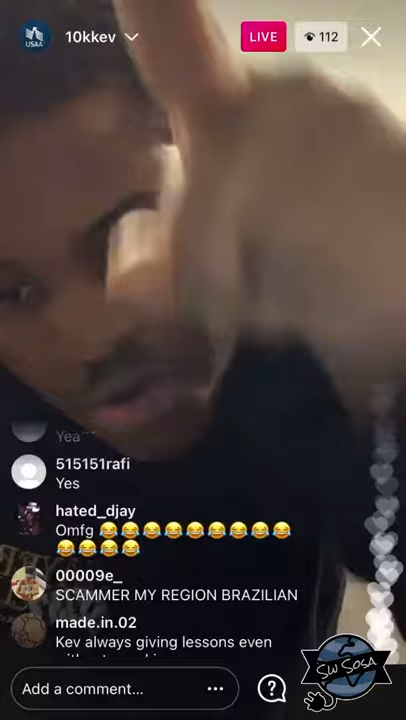 USAA
10kkev
LIVE
112
Yea
515151rafi
Yes
hated_djay
Omfg 😂😂😂😂😂😂😂😂😂
😂😂😂😂
00009e_
SCAMMER MY REGION BRAZILIAN
made.in.02
Kev always giving lessons even
Add a comment...
SW SOSA